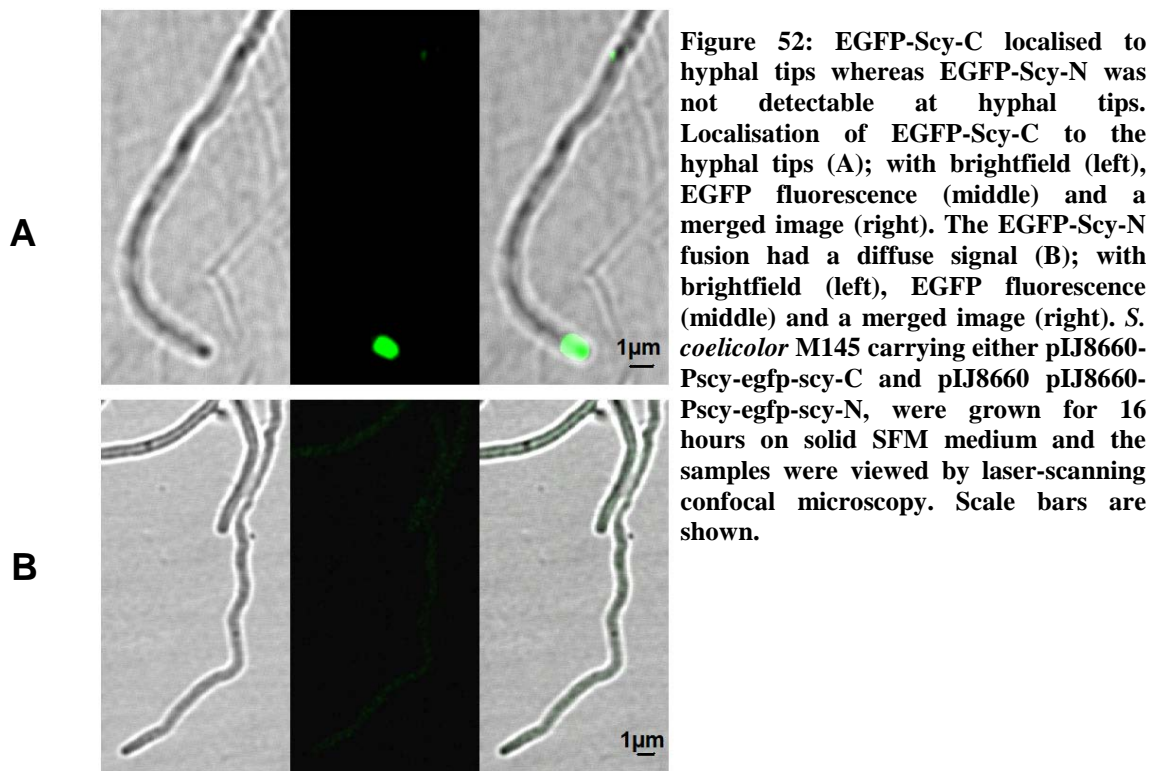 A
1µm
B
1µm
Figure 52: EGFP-Scy-C localised to
hyphal tips whereas EGFP-Scy-N was
not detectable at hyphal tips.
Localisation of EGFP-Scy-C to the
hyphal tips (A); with brightfield (left),
EGFP fluorescence (middle) and a
merged image (right). The EGFP-Scy-N
fusion had a diffuse signal (B); with
brightfield (left), EGFP fluorescence
(middle) and a merged image (right). S.
coelicolor M145 carrying either pIJ8660-
Pscy-egfp-scy-C and pIJ8660 pIJ8660-
Pscy-egfp-scy-N, were grown for 16
hours on solid SFM medium and the
samples were viewed by laser-scanning
confocal microscopy. Scale bars are
shown.